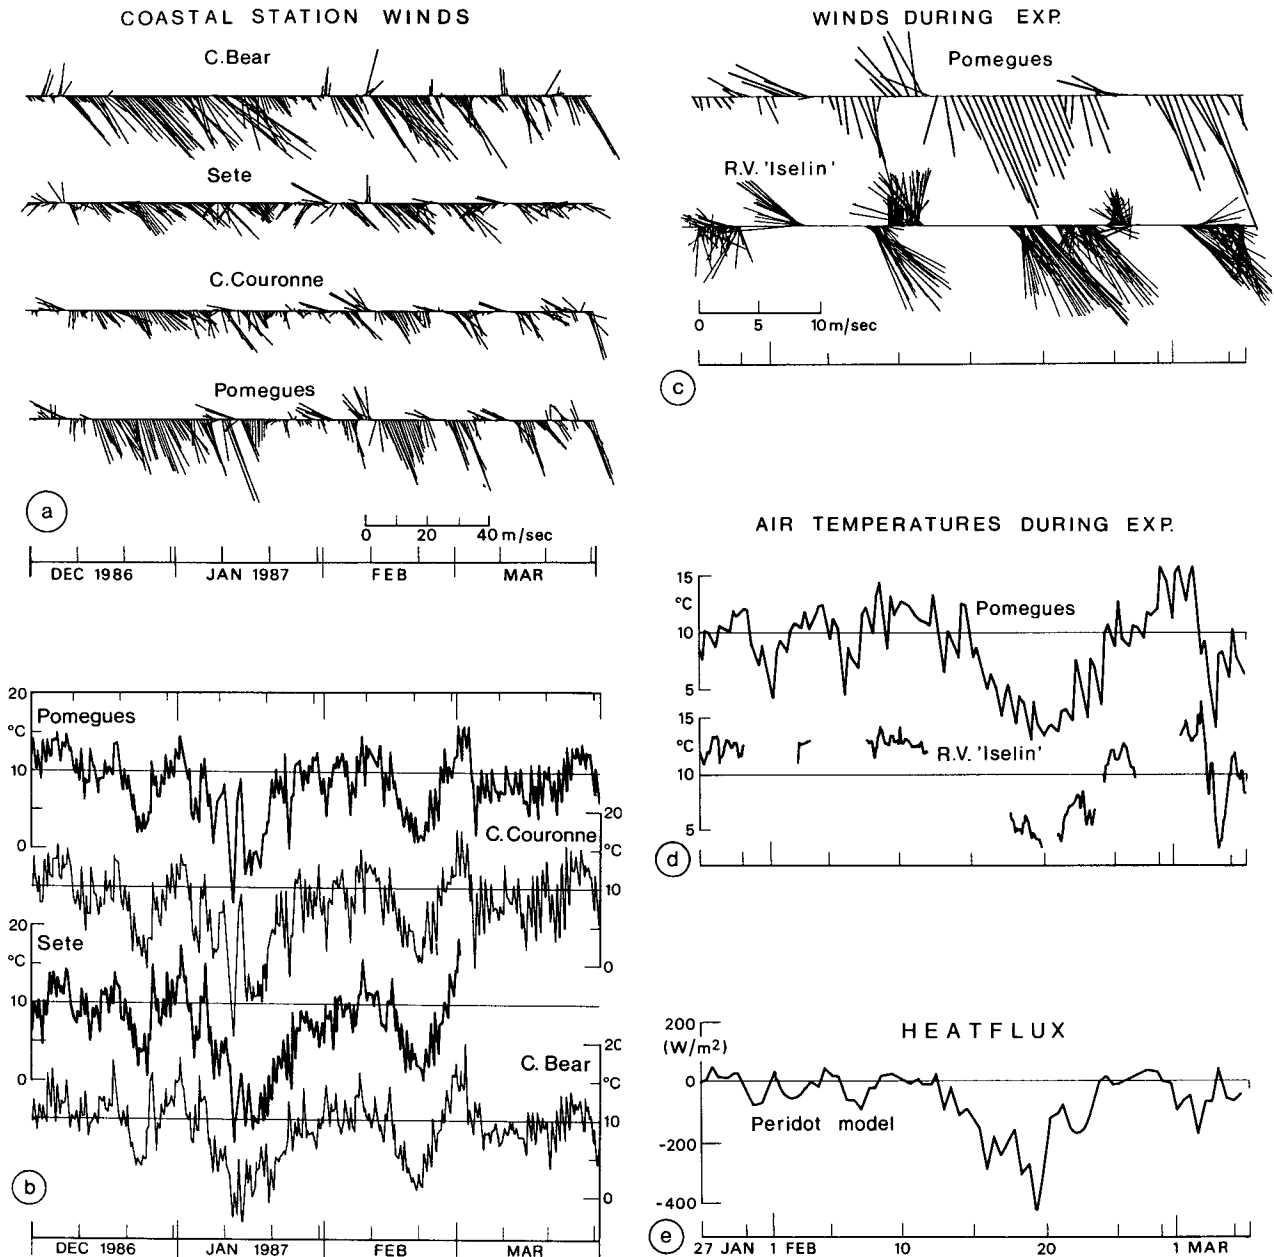 COASTAL STATION WINDS
C.Bear
Sete
C.Couronne
Pomegues
a
0 20 40 m/sec
DEC 1986 JAN 1987 FEB MAR
WINDS DURING EXP.
Pomegues
R.V. 'Iselin'
0 5 10 m/sec
c
20
°C
Pomegues
10
0
20
C.Couronne
°C
10
0
20
Sete
°C
10
0
20
C. Bear
°C
10
0
b
DEC 1986 JAN 1987 FEB MAR
AIR TEMPERATURES DURING EXP.
15
°C
Pomegues
10
5
15
°C
R.V. 'Iselin'
10
5
d
HEATFLUX
200
(W/m²)
0
Peridot model
-200
-400
e
27 JAN 1 FEB 10 20 1 MAR